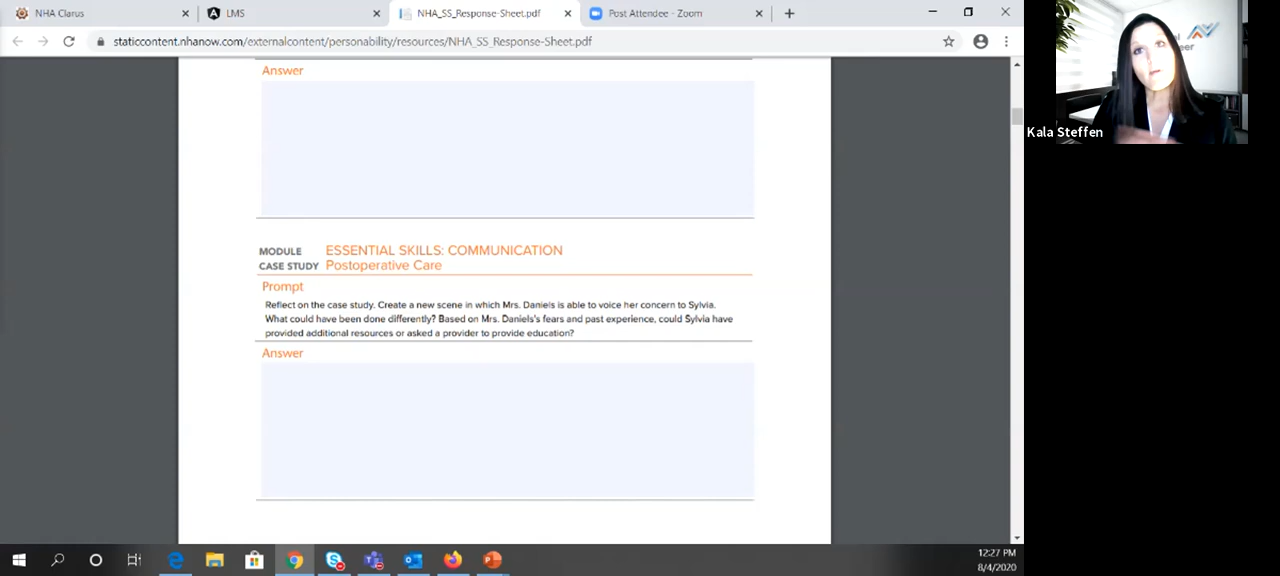 NHA Clarus
LMS
NHA_SS_Response-Sheet.pdf
Post Attendee - Zoom
staticcontent.nhanow.com/externalcontent/personability/resources/NHA_SS_Response-Sheet.pdf
Kala Steffen
Answer
MODULE ESSENTIAL SKILLS: COMMUNICATION
CASE STUDY Postoperative Care
Prompt
Reflect on the case study. Create a new scene in which Mrs. Daniels is able to voice her concern to Sylvia.
What could have been done differently? Based on Mrs. Daniels's fears and past experience, could Sylvia have
provided additional resources or asked a provider to provide education?
Answer
12:27 PM
8/4/2020